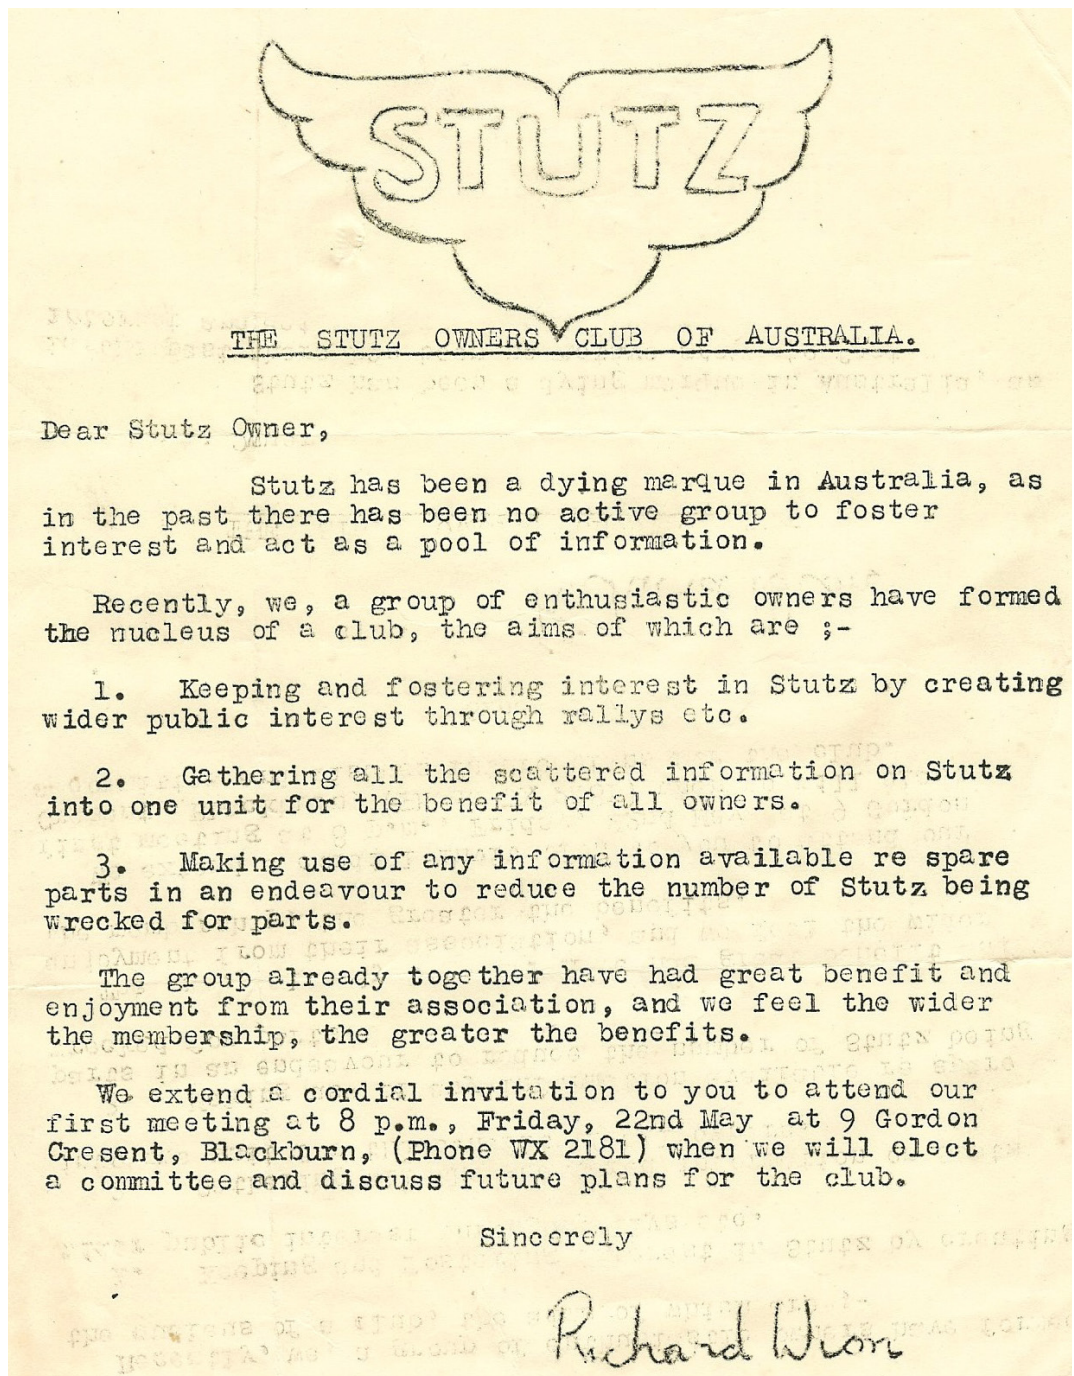 STUTZ
THE STUTZ OWNERS CLUB OF AUSTRALIA.
Dear Stutz Owner,
Stutz has been a dying marque in Australia, as
in the past there has been no active group to foster
interest and act as a pool of information.
Recently, we, a group of enthusiastic owners have formed
the nucleus of a club, the aims of which are ;-
1. Keeping and fostering interest in Stutz by creating
wider public interest through rallys etc.
2. Gathering all the scattered information on Stutz
into one unit for the benefit of all owners.
3. Making use of any information available re spare
parts in an endeavour to reduce the number of Stutz being
wrecked for parts.
The group already together have had great benefit and
enjoyment from their association, and we feel the wider
the membership, the greater the benefits.
We extend a cordial invitation to you to attend our
first meeting at 8 p.m., Friday, 22nd May at 9 Gordon
Cresent, Blackburn, (Phone WX 2181) when we will elect
a committee and discuss future plans for the club.
Sincerely
Richard